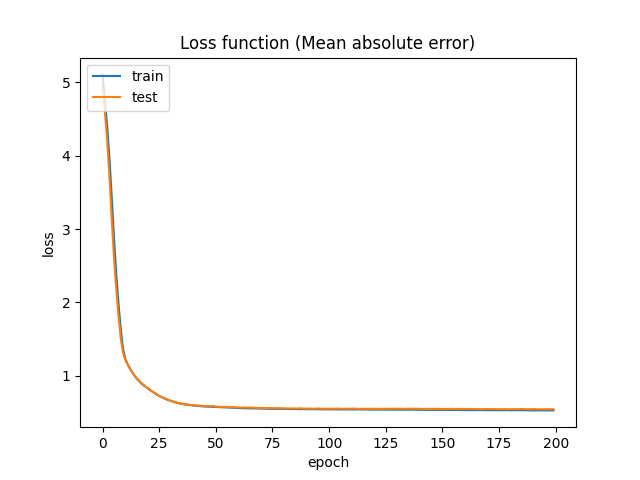 Loss function (Mean absolute error)
train
test
5
4
3
2
1
loss
0 25 50 75 100 125 150 175 200
epoch